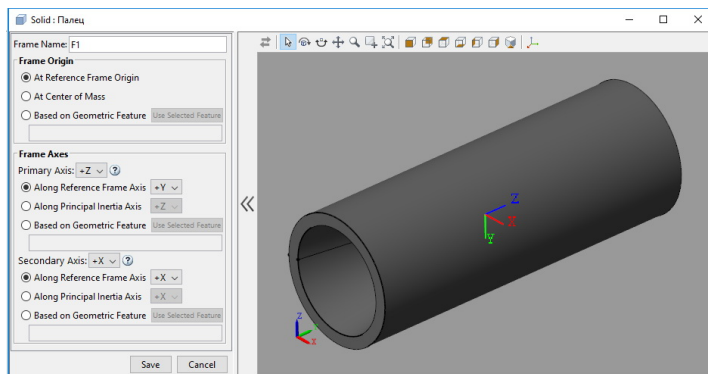 Solid : Палец
Frame Name: F1
Frame Origin
At Reference Frame Origin
At Center of Mass
Based on Geometric Feature Use Selected Feature
Frame Axes
Primary Axis: +Z
Along Reference Frame Axis +Y
Along Principal Inertia Axis +Z
Based on Geometric Feature Use Selected Feature
Secondary Axis: +X
Along Reference Frame Axis +X
Along Principal Inertia Axis +X
Based on Geometric Feature Use Selected Feature
Save Cancel
Z
X
Y
Z
X